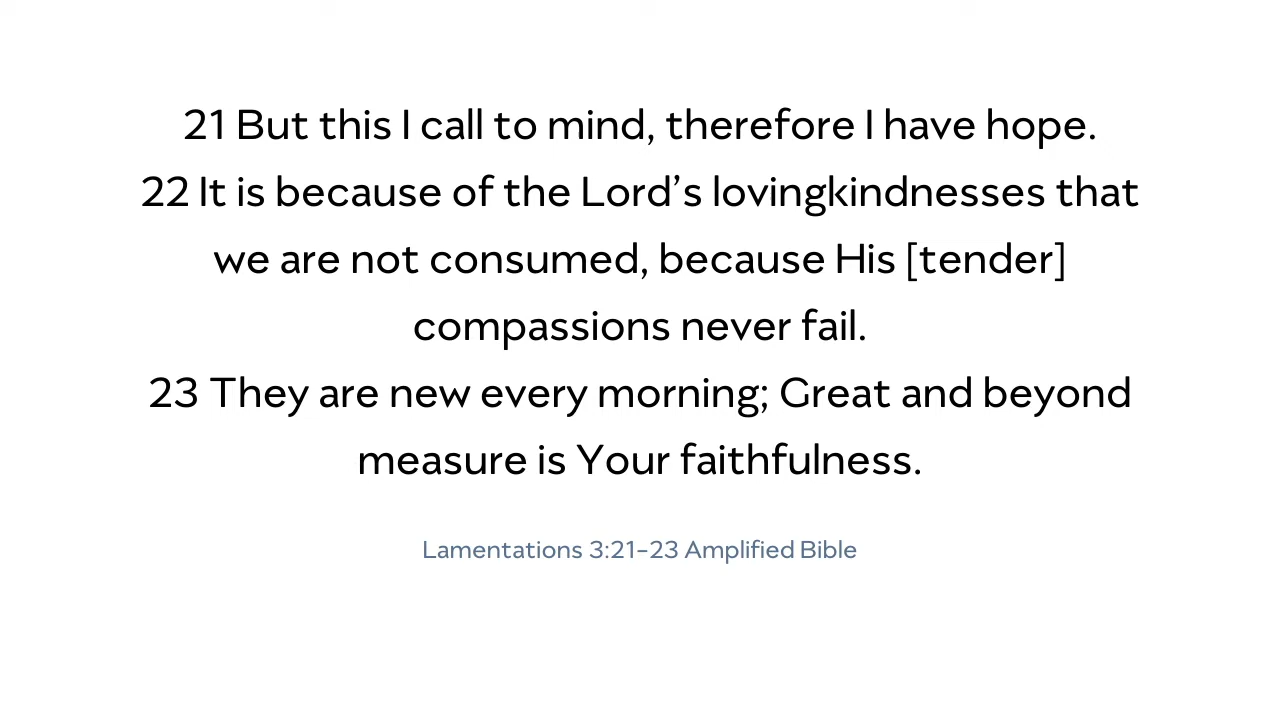 21 But this I call to mind, therefore I have hope.
22 It is because of the Lord’s lovingkindnesses that
we are not consumed, because His [tender]
compassions never fail.
23 They are new every morning; Great and beyond
measure is Your faithfulness.
Lamentations 3:21–23 Amplified Bible